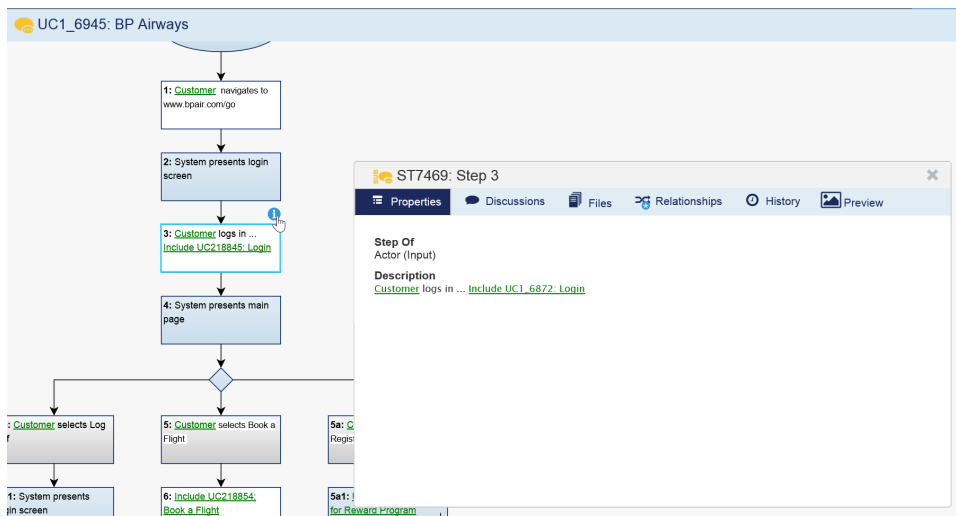 UC1_6945: BP Airways
1: Customer navigates to
www.bpair.com/go
2: System presents login
screen
3: Customer logs in ...
Include UC218845: Login
4: System presents main
page
: Customer selects Log
f
5: Customer selects Book a
Flight
5a: C
Regist
1: System presents
gin screen
6: Include UC218854:
Book a Flight
5a1:
for Reward Program
ST7469: Step 3
Properties
Discussions
Files
Relationships
History
Preview
Step Of
Actor (Input)
Description
Customer logs in ... Include UC1_6872: Login